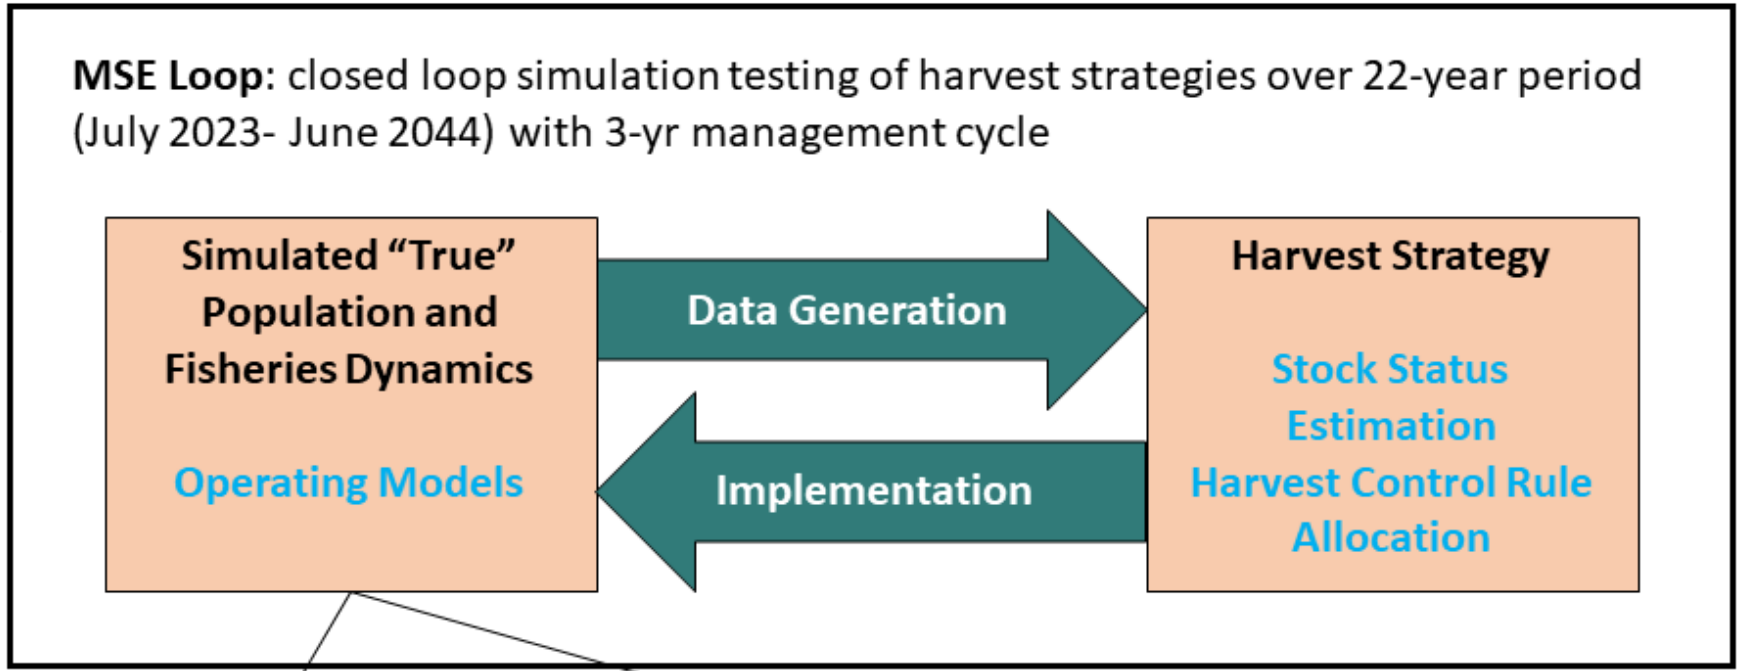 MSE Loop: closed loop simulation testing of harvest strategies over 22-year period
(July 2023- June 2044) with 3-yr management cycle
Simulated “True”
Population and
Fisheries Dynamics
Operating Models
Data Generation
Implementation
Harvest Strategy
Stock Status
Estimation
Harvest Control Rule
Allocation